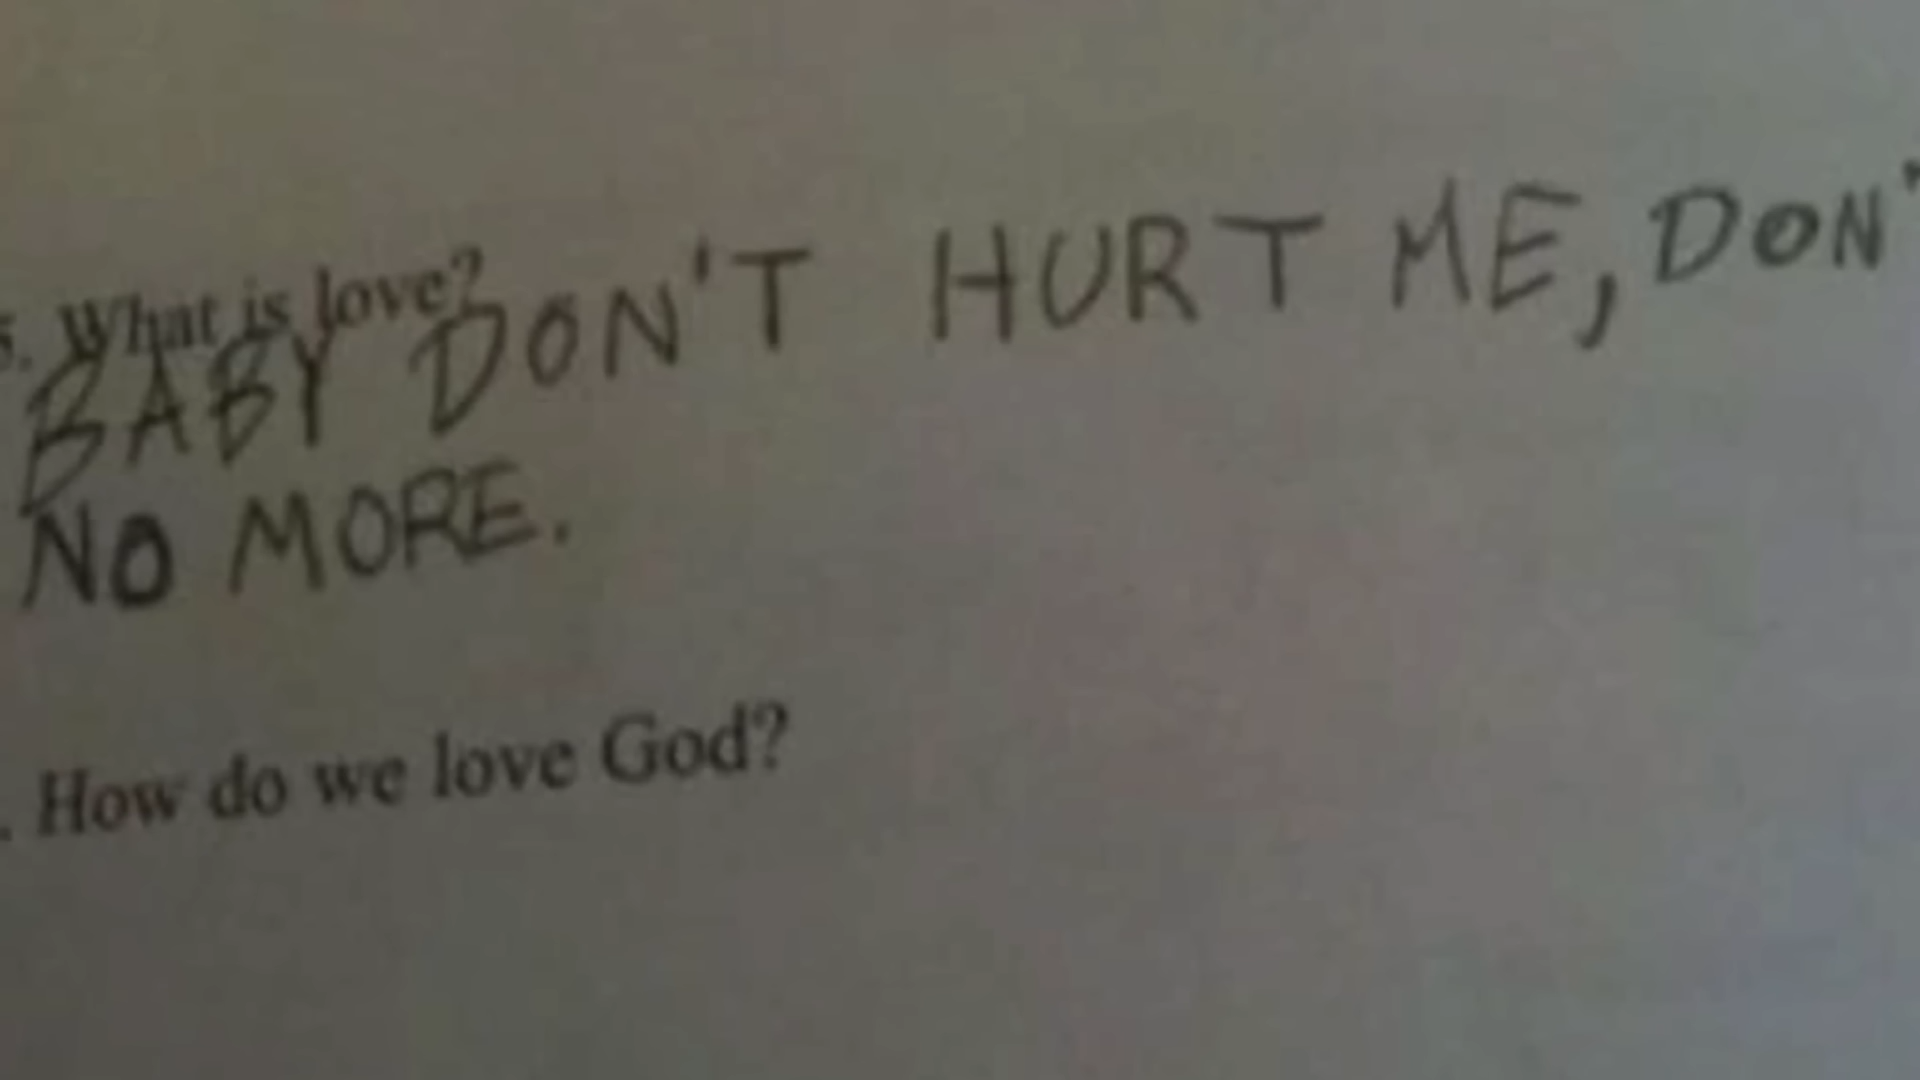 5. What is love?
BABY DON'T HURT ME, DON'
NO MORE.
. How do we love God?